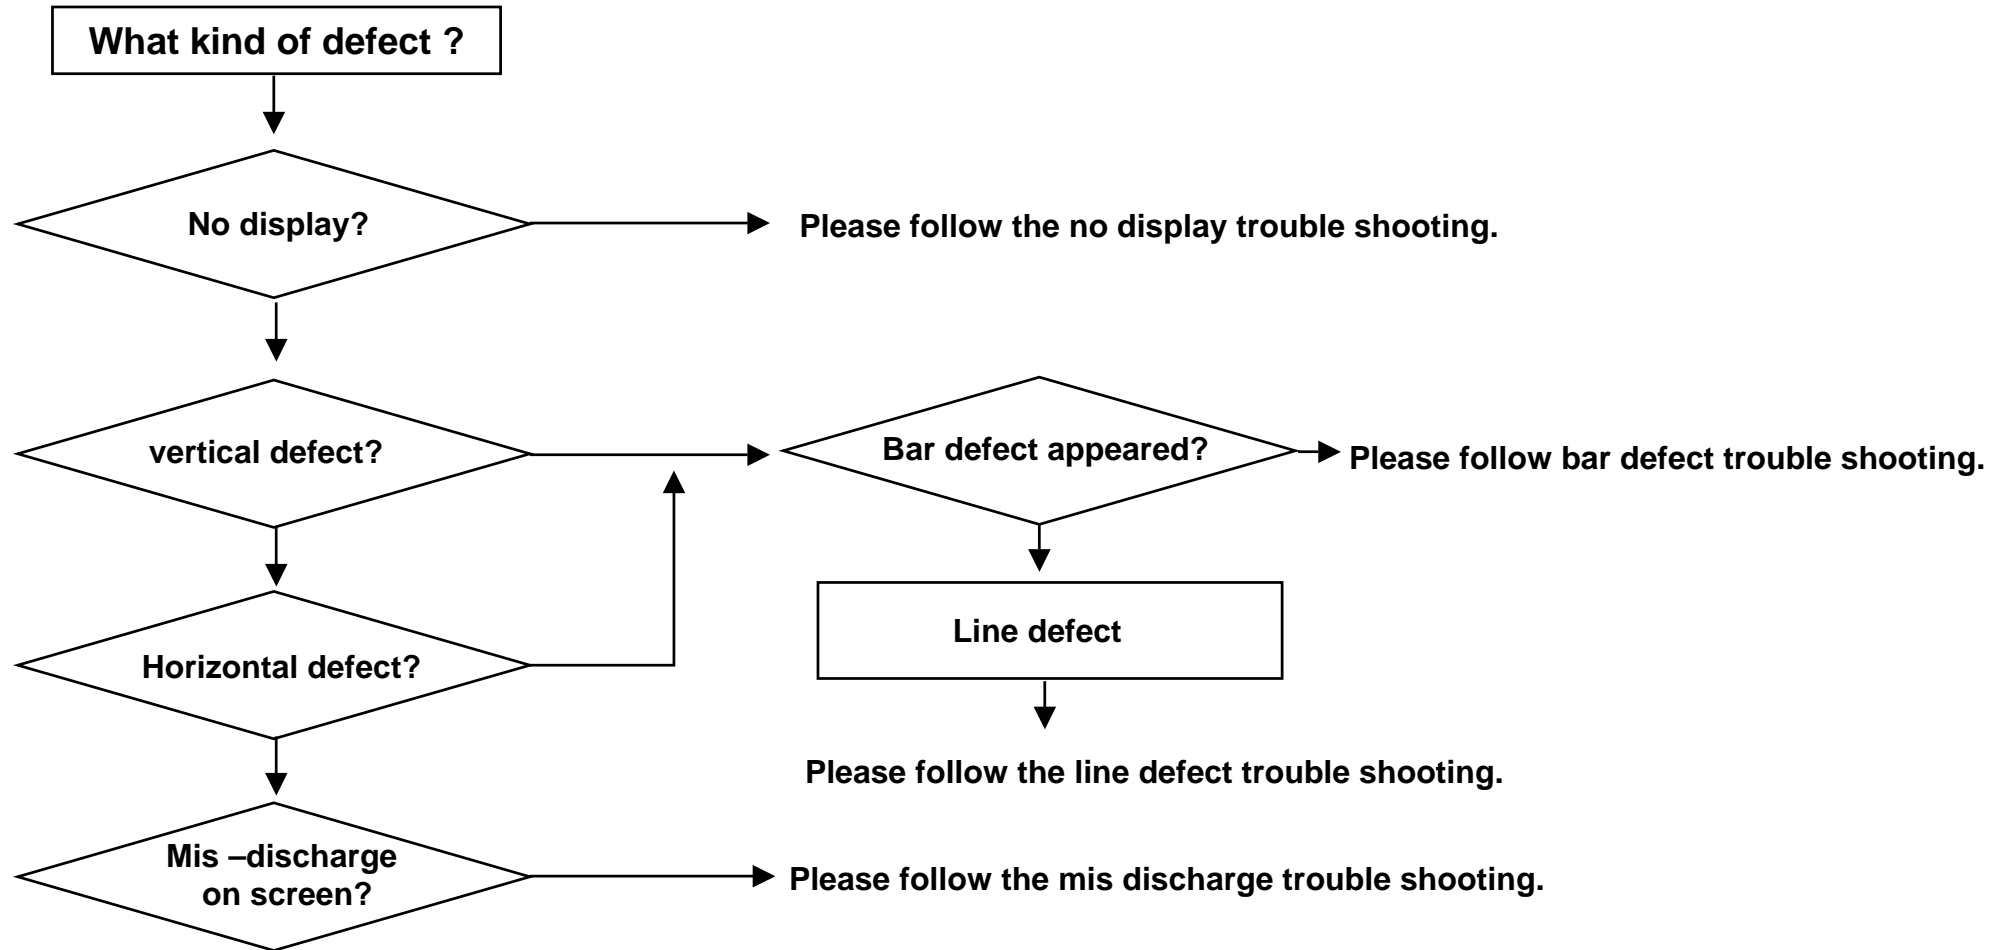 What kind of defect ?
No display?
Please follow the no display trouble shooting.
vertical defect?
Bar defect appeared?
Please follow bar defect trouble shooting.
Horizontal defect?
Line defect
Please follow the line defect trouble shooting.
Mis –discharge
on screen?
Please follow the mis discharge trouble shooting.